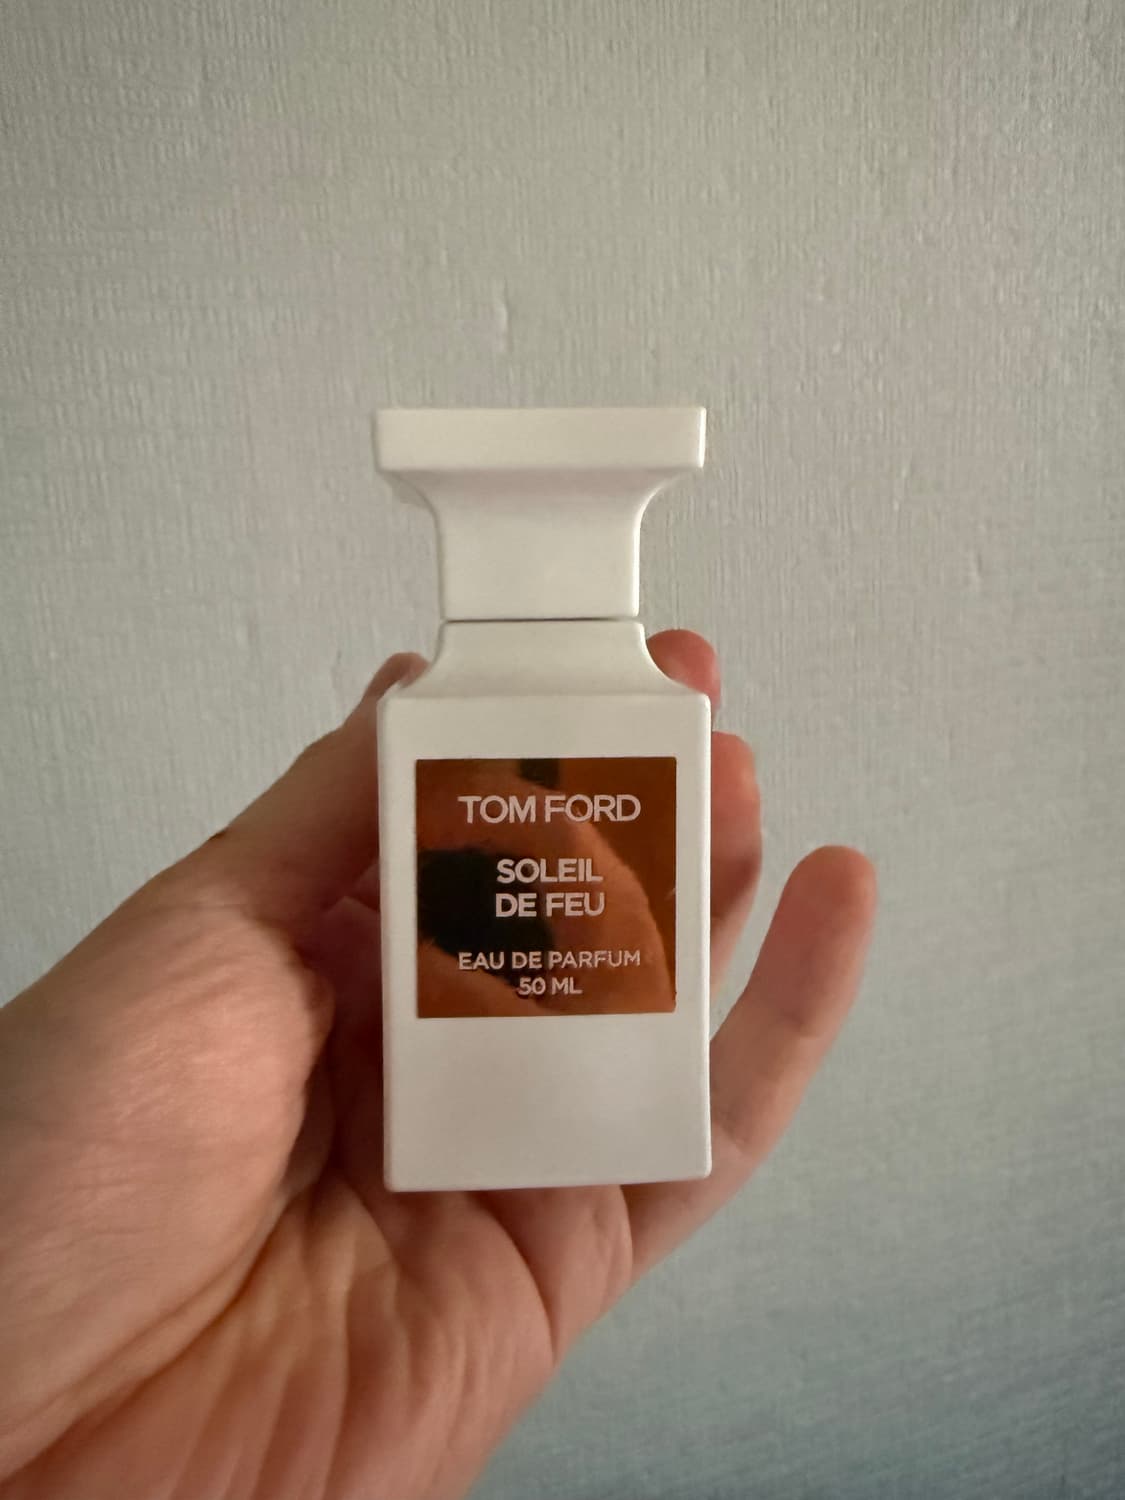 TOM FORD
SOLEIL
DE FEU
EAU DE PARFUM
50 ML